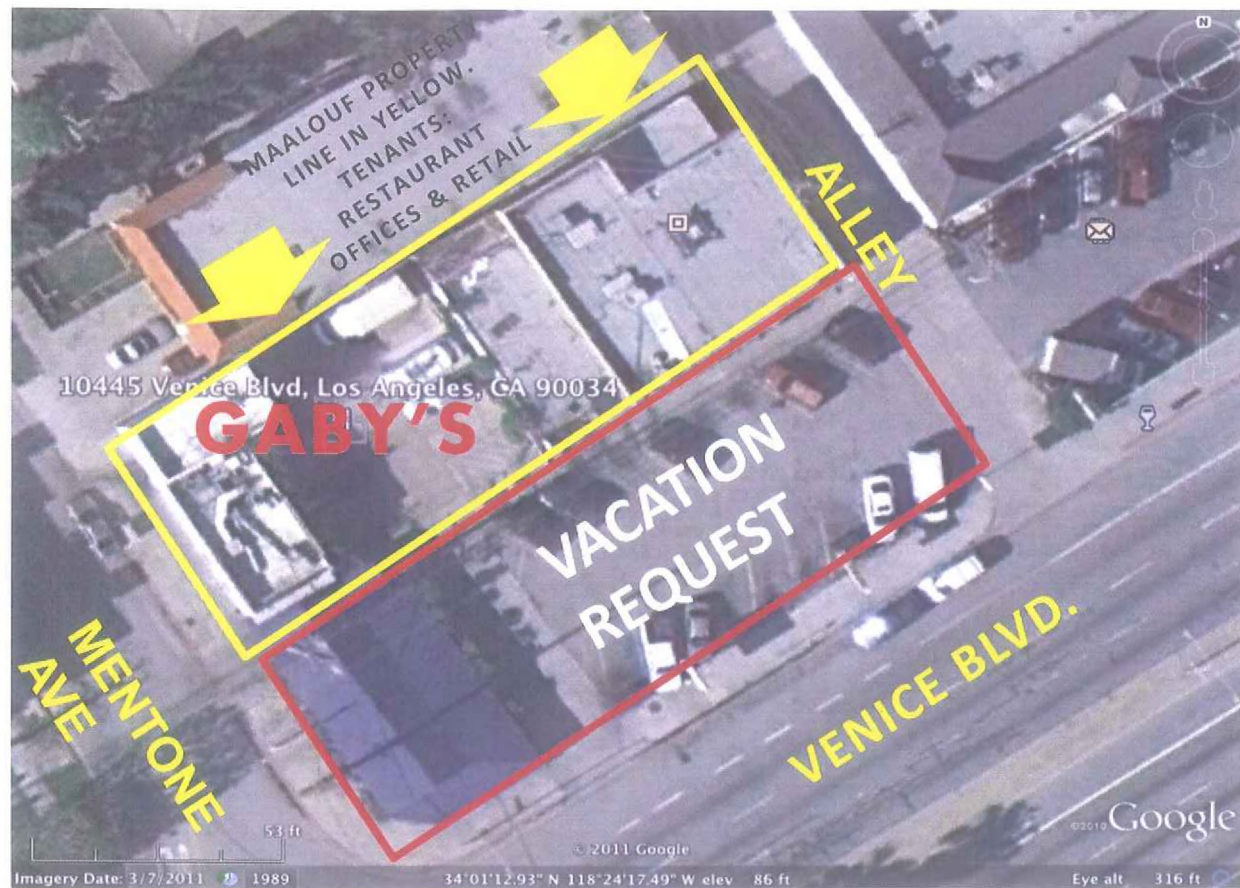 N
MAALOUF PROPERTY
LINE IN YELLOW.
TENANTS:
RESTAURANT
OFFICES & RETAIL
ALLEY
10445 Venice Blvd, Los Angeles, CA 90034
GABY'S
VACATION
REQUEST
MENTONE
AVE
VENICE BLVD.
53 ft
©2010 Google
© 2011 Google
Imagery Date: 3/7/2011 1989
34°01'12.93" N 118°24'17.49" W elev 86 ft
Eye alt 316 ft